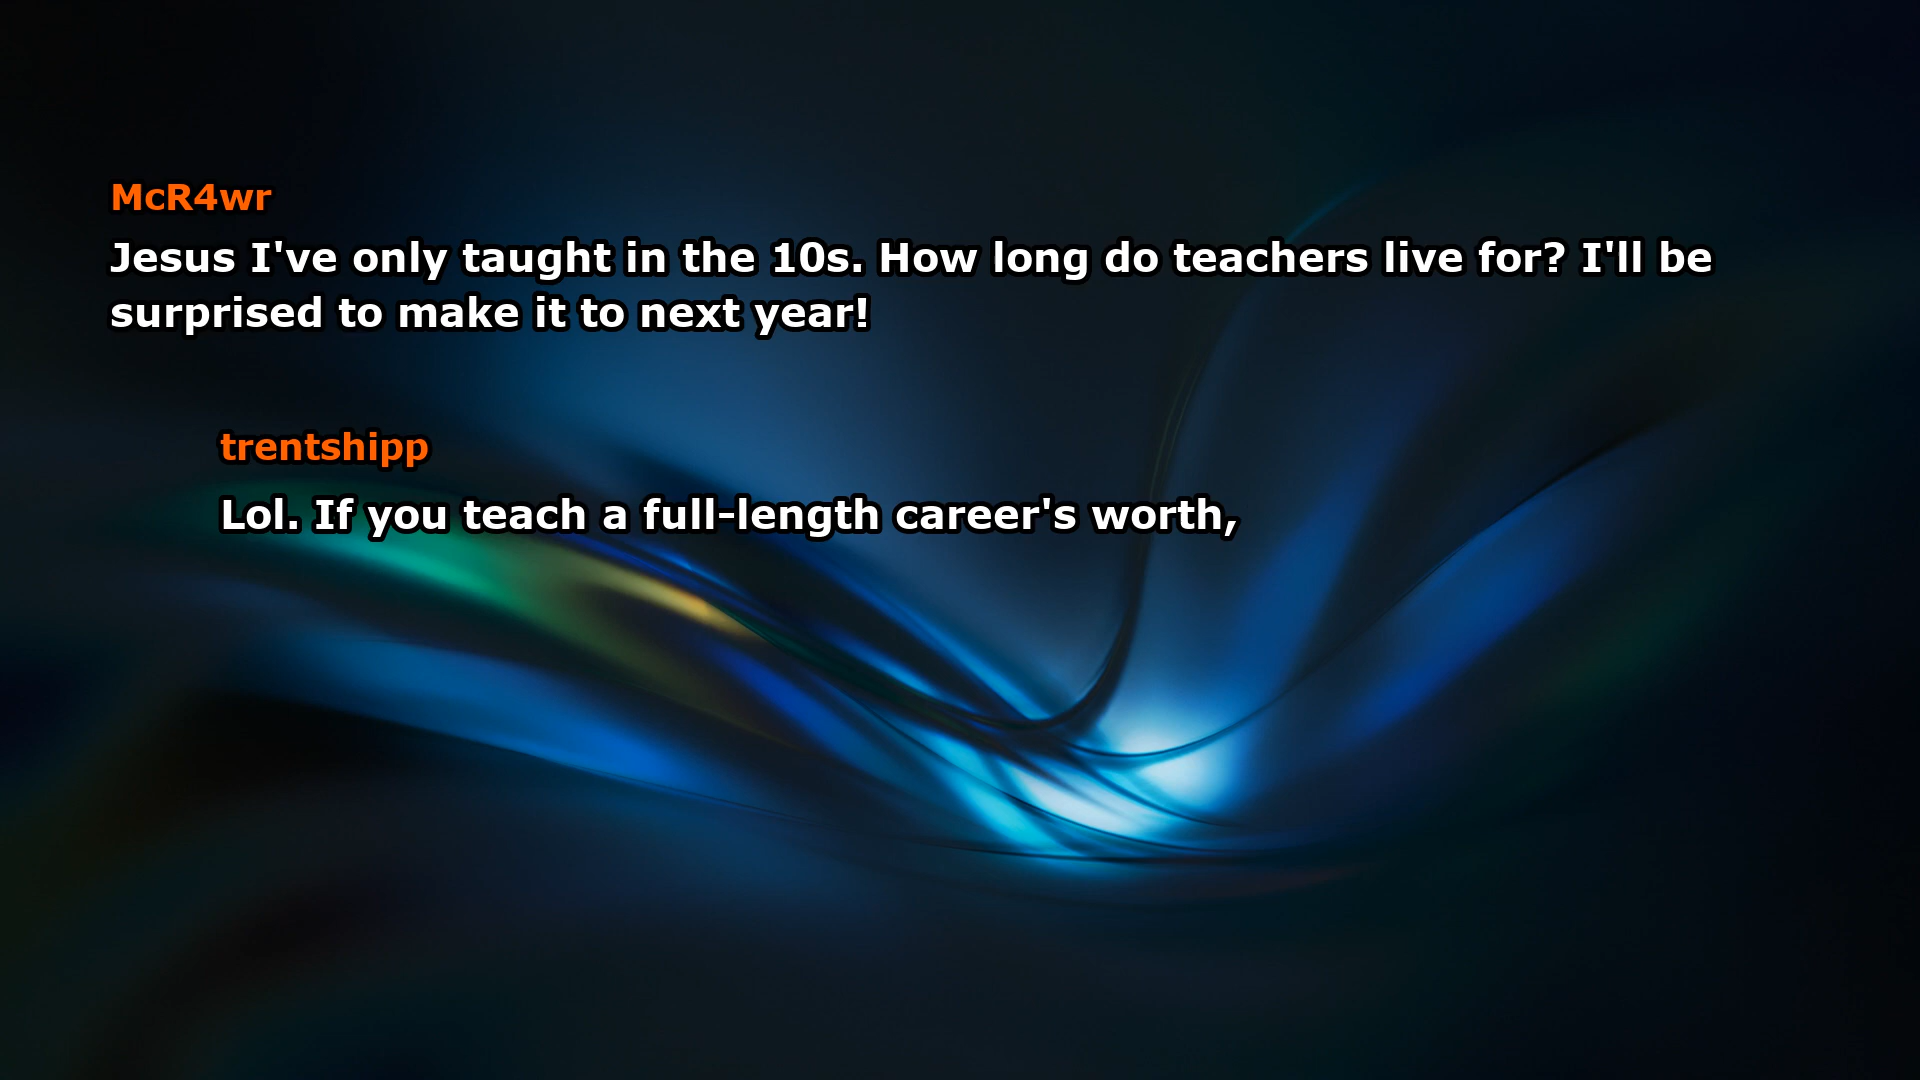 McR4wr
Jesus I've only taught in the 10s. How long do teachers live for? I'll be
surprised to make it to next year!
trentshipp
Lol. If you teach a full-length career's worth,